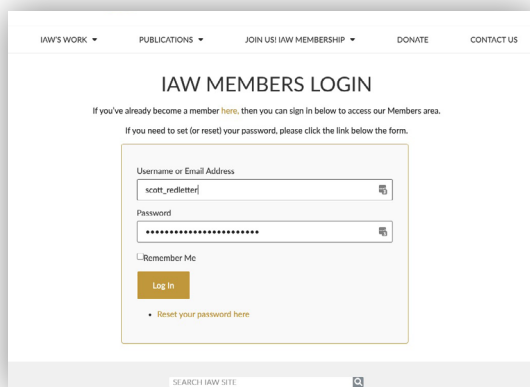 IAW'S WORK ▼ PUBLICATIONS ▼ JOIN US! IAW MEMBERSHIP ▼ DONATE CONTACT US
IAW MEMBERS LOGIN
If you've already become a member here, then you can sign in below to access our Members area.
If you need to set (or reset) your password, please click the link below the form.
Username or Email Address
scott_redletter
Password
••••••••••••••••••••••••
Remember Me
Log In
• Reset your password here
SEARCH IAW SITE